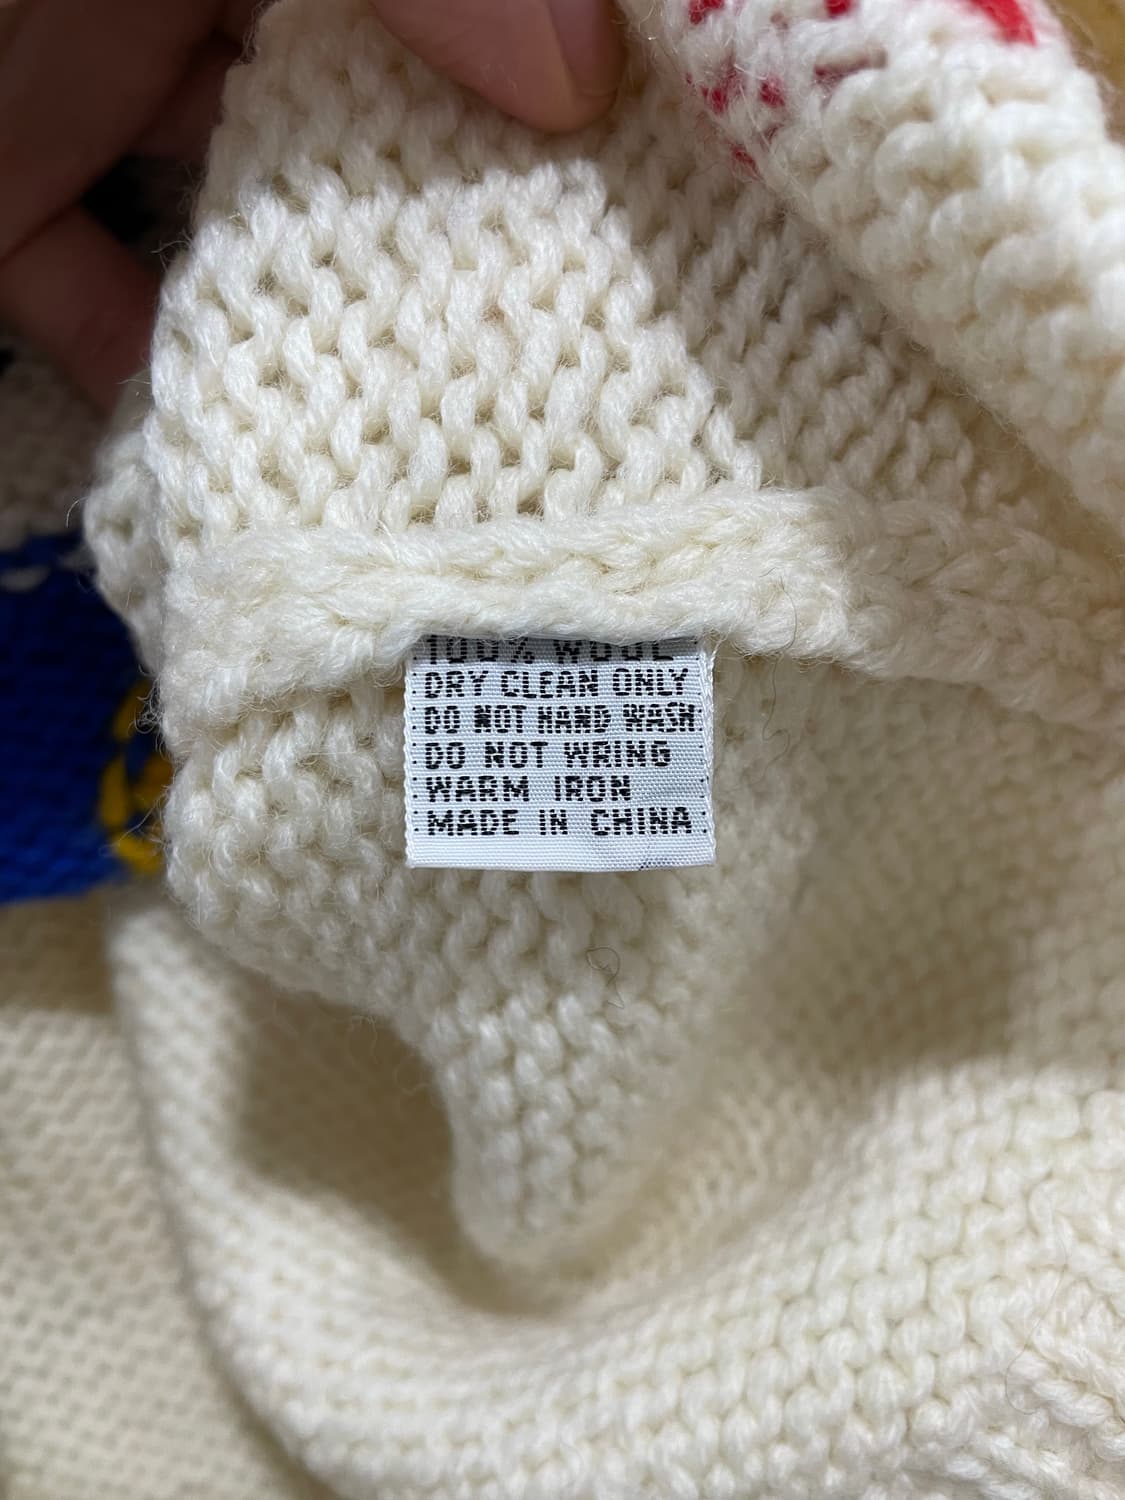 100% WOOL
DRY CLEAN ONLY
DO NOT HAND WASH
DO NOT WRING
WARM IRON
MADE IN CHINA